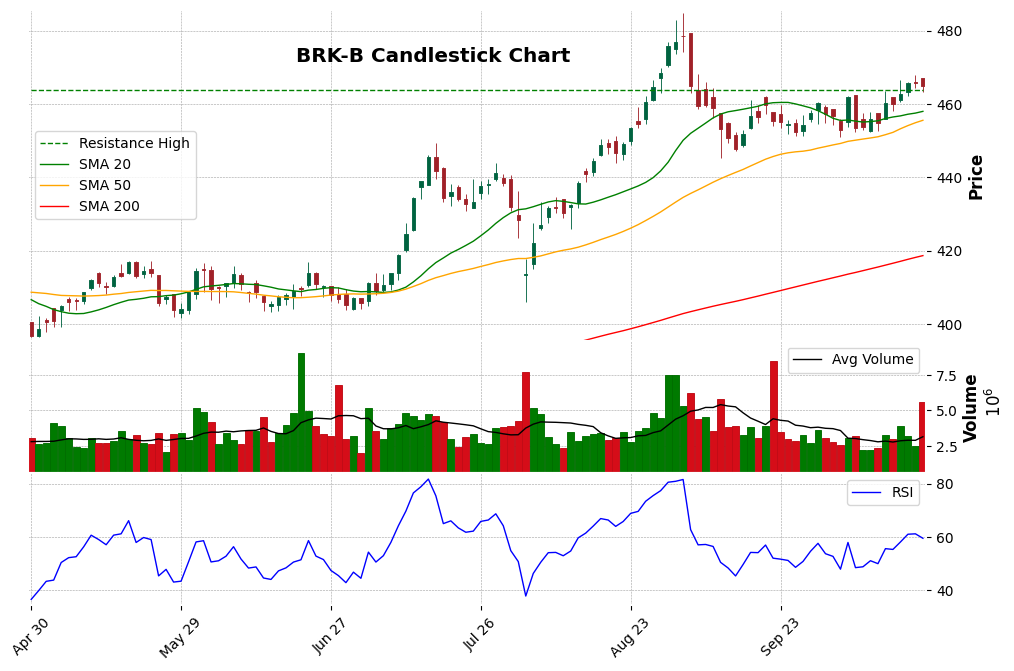 BRK-B Candlestick Chart
Resistance High
SMA 20
SMA 50
SMA 200
480
460
440
420
400
Price
Avg Volume
7.5
5.0
2.5
Volume
10^6
RSI
80
60
40
Apr 30
May 29
Jun 27
Jul 26
Aug 23
Sep 23